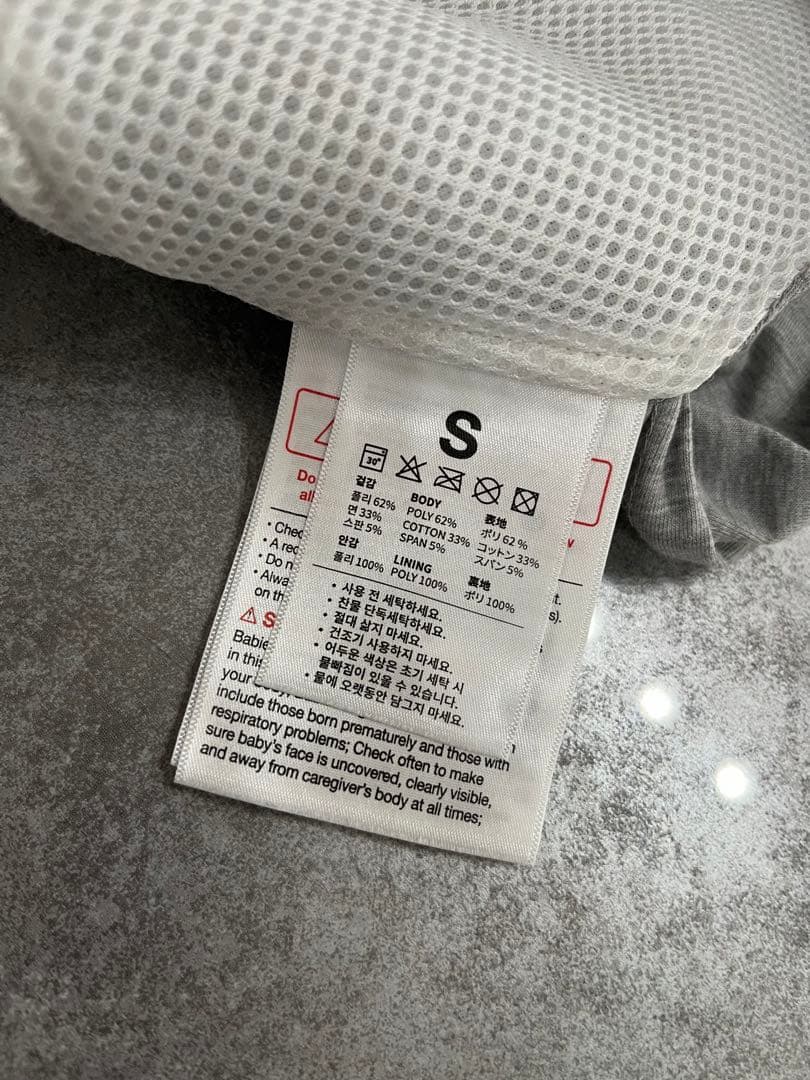 S
30°
겉감
폴리 62%
면 33%
스판 5%
안감
폴리 100%
BODY
POLY 62%
COTTON 33%
SPAN 5%
LINING
POLY 100%
表地
ポリ 62 %
コットン 33%
スパン 5%
裏地
ポリ 100%
• 사용 전 세탁하세요.
• 찬물 단독세탁하세요.
• 절대 삶지 마세요.
• 건조기 사용하지 마세요.
• 어두운 색상은 초기 세탁 시
물빠짐이 있을 수 있습니다.
• 물에 오랫동안 담그지 마세요.
Do
• A
• Do
on
in
your
include those born prematurely and those with
respiratory problems; Check often to make
sure baby's face is uncovered, clearly visible,
and away from caregiver's body at all times;